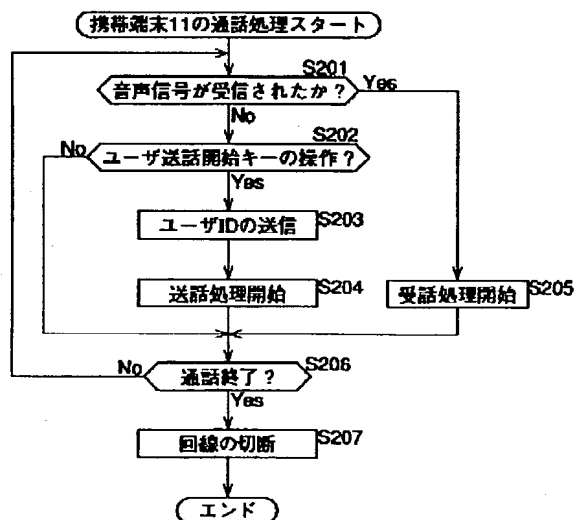 携帯端末11の通話処理スタート
S201
音声信号が受信されたか？
Yes
No
S202
No
ユーザ送話開始キーの操作？
Yes
ユーザIDの送信
S203
送話処理開始
S204
受話処理開始
S205
No
通話終了？
S206
Yes
回線の切断
S207
エンド